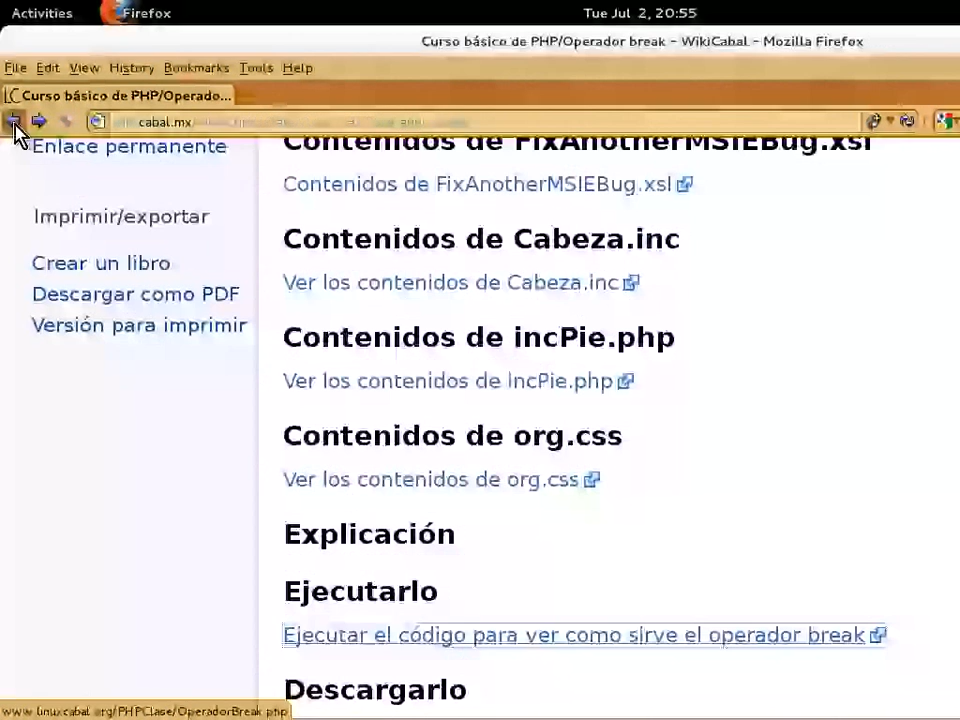 Activities Firefox Tue Jul 2, 20:55
Curso básico de PHP/Operador break - WikiCabal - Mozilla Firefox
File Edit View History Bookmarks Tools Help
Curso básico de PHP/Operado...
cabal.mx
Enlace permanente
Imprimir/exportar
Crear un libro
Descargar como PDF
Versión para imprimir
Contenidos de FixAnotherMSIEBug.xsl
Contenidos de FixAnotherMSIEBug.xsl
Contenidos de Cabeza.inc
Ver los contenidos de Cabeza.inc
Contenidos de incPie.php
Ver los contenidos de incPie.php
Contenidos de org.css
Ver los contenidos de org.css
Explicación
Ejecutarlo
Ejecutar el código para ver como sirve el operador break
Descargarlo
www.linuxcabal.org/PHPClase/OperadorBreak.php